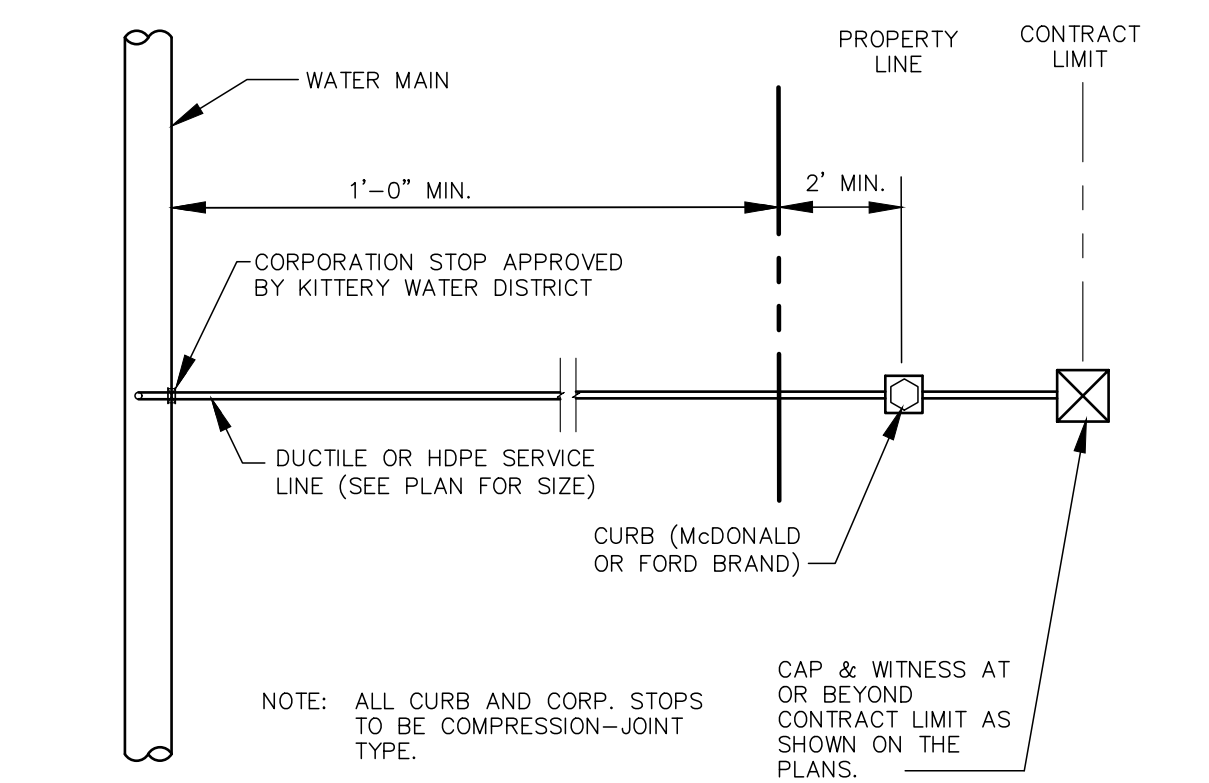 PROPERTY
LINE
CONTRACT
LIMIT
WATER MAIN
1'-0" MIN.
2' MIN.
CORPORATION STOP APPROVED
BY KITTERY WATER DISTRICT
DUCTILE OR HDPE SERVICE
LINE (SEE PLAN FOR SIZE)
CURB (McDONALD
OR FORD BRAND)
NOTE: ALL CURB AND CORP. STOPS
TO BE COMPRESSION-JOINT
TYPE.
CAP & WITNESS AT
OR BEYOND
CONTRACT LIMIT AS
SHOWN ON THE
PLANS.